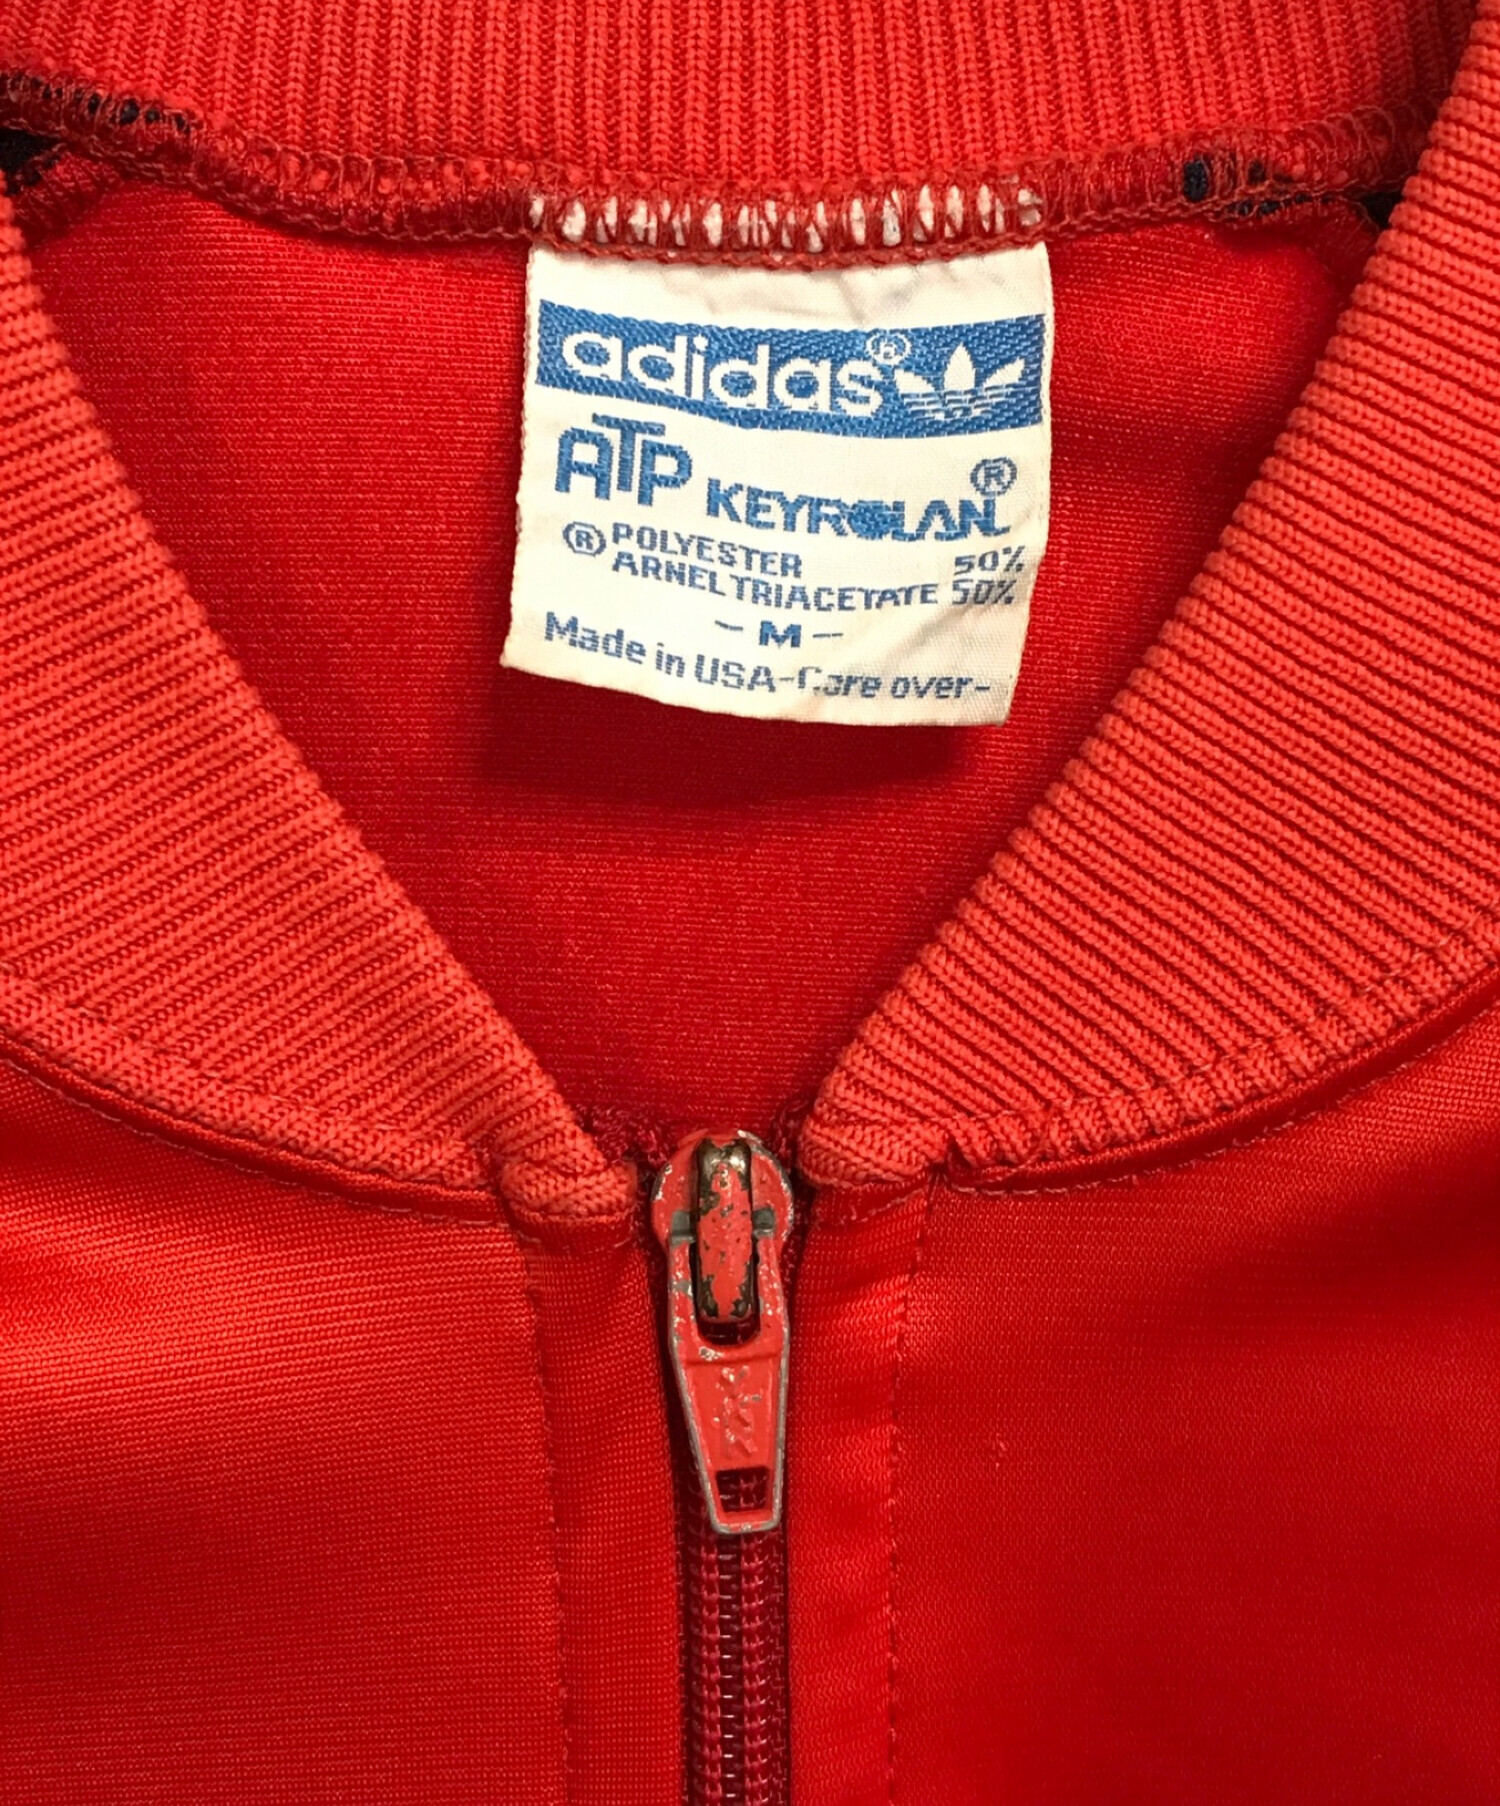 adidas®
ATP KEYROLAN®
® POLYESTER 50%
ARNEL TRIACETATE 50%
- M -
Made in USA-Care over-